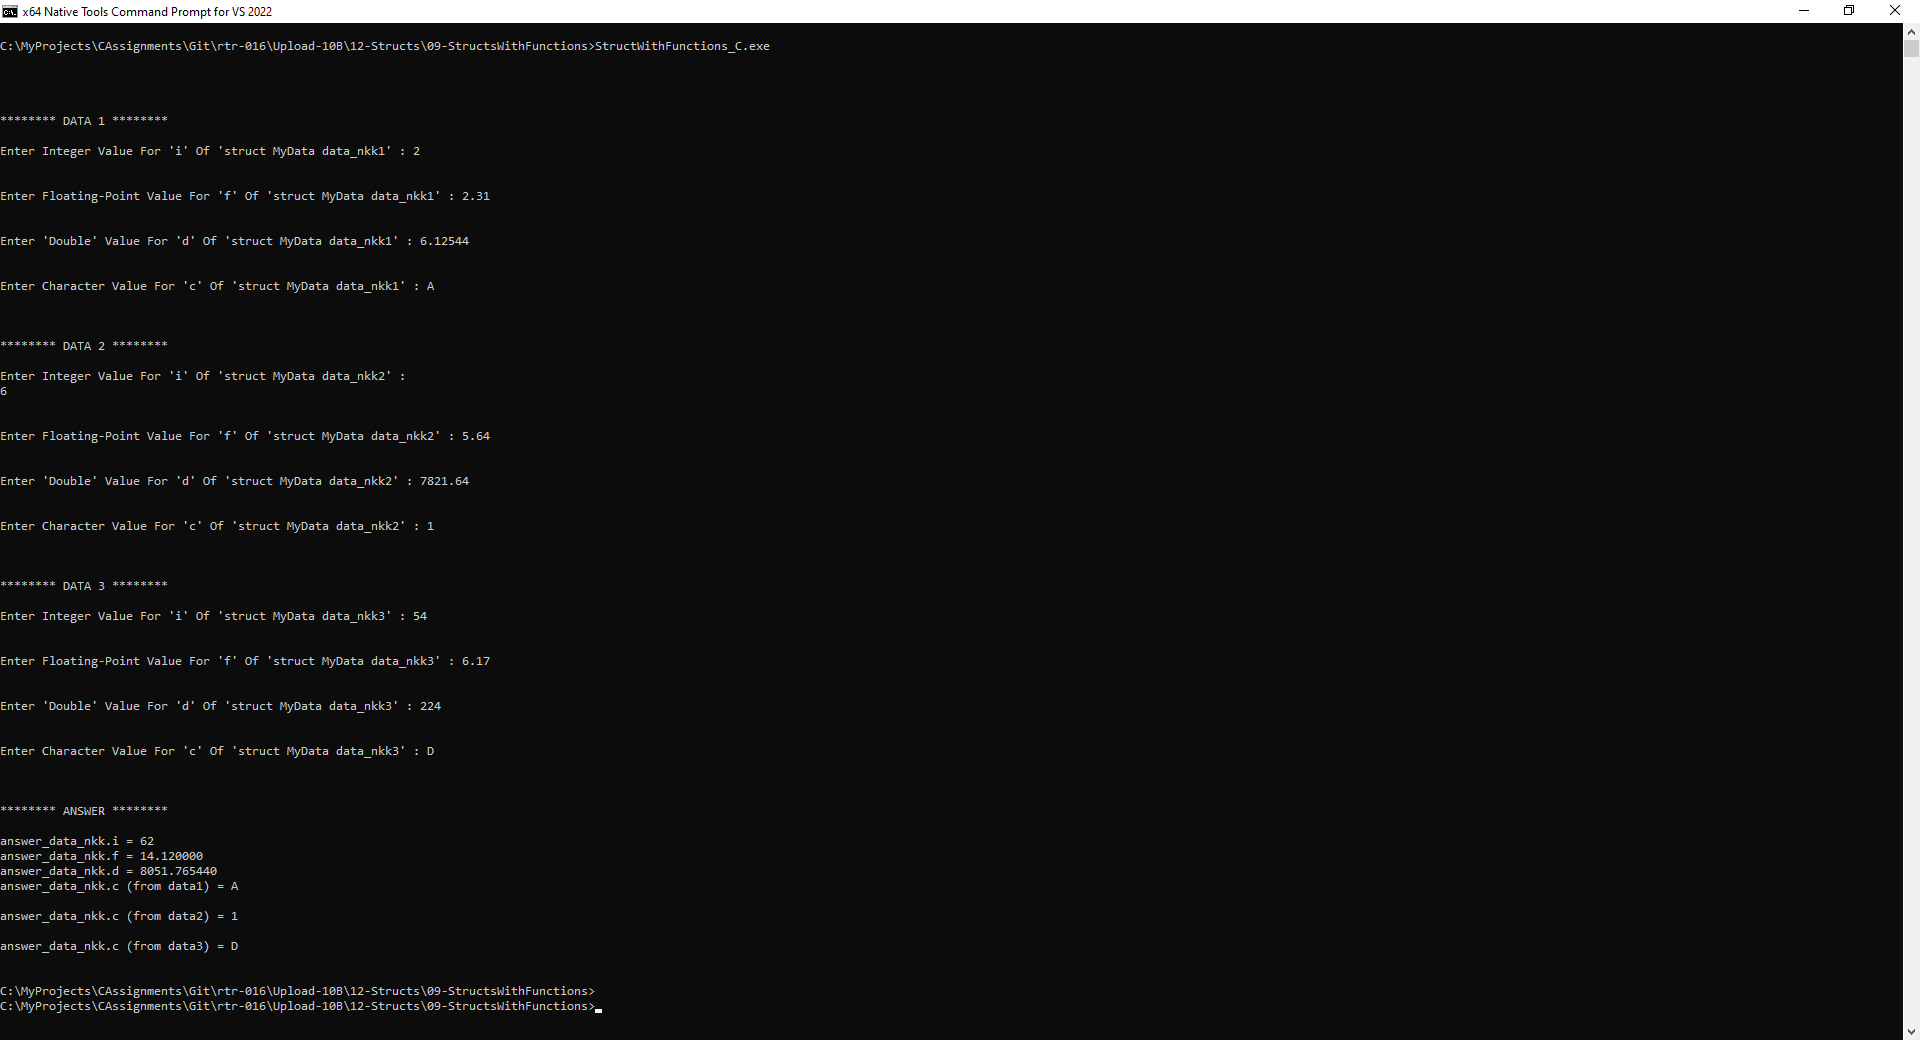 x64 Native Tools Command Prompt for VS 2022
C:\MyProjects\CAssignments\Git\rtr-016\Upload-10B\12-Structs\09-StructsWithFunctions>StructWithFunctions_C.exe
******** DATA 1 ********
Enter Integer Value For 'i' Of 'struct MyData data_nkk1' : 2
Enter Floating-Point Value For 'f' Of 'struct MyData data_nkk1' : 2.31
Enter 'Double' Value For 'd' Of 'struct MyData data_nkk1' : 6.12544
Enter Character Value For 'c' Of 'struct MyData data_nkk1' : A
******** DATA 2 ********
Enter Integer Value For 'i' Of 'struct MyData data_nkk2' :
6
Enter Floating-Point Value For 'f' Of 'struct MyData data_nkk2' : 5.64
Enter 'Double' Value For 'd' Of 'struct MyData data_nkk2' : 7821.64
Enter Character Value For 'c' Of 'struct MyData data_nkk2' : 1
******** DATA 3 ********
Enter Integer Value For 'i' Of 'struct MyData data_nkk3' : 54
Enter Floating-Point Value For 'f' Of 'struct MyData data_nkk3' : 6.17
Enter 'Double' Value For 'd' Of 'struct MyData data_nkk3' : 224
Enter Character Value For 'c' Of 'struct MyData data_nkk3' : D
******** ANSWER ********
answer_data_nkk.i = 62
answer_data_nkk.f = 14.120000
answer_data_nkk.d = 8051.765440
answer_data_nkk.c (from data1) = A
answer_data_nkk.c (from data2) = 1
answer_data_nkk.c (from data3) = D
C:\MyProjects\CAssignments\Git\rtr-016\Upload-10B\12-Structs\09-StructsWithFunctions>
C:\MyProjects\CAssignments\Git\rtr-016\Upload-10B\12-Structs\09-StructsWithFunctions>